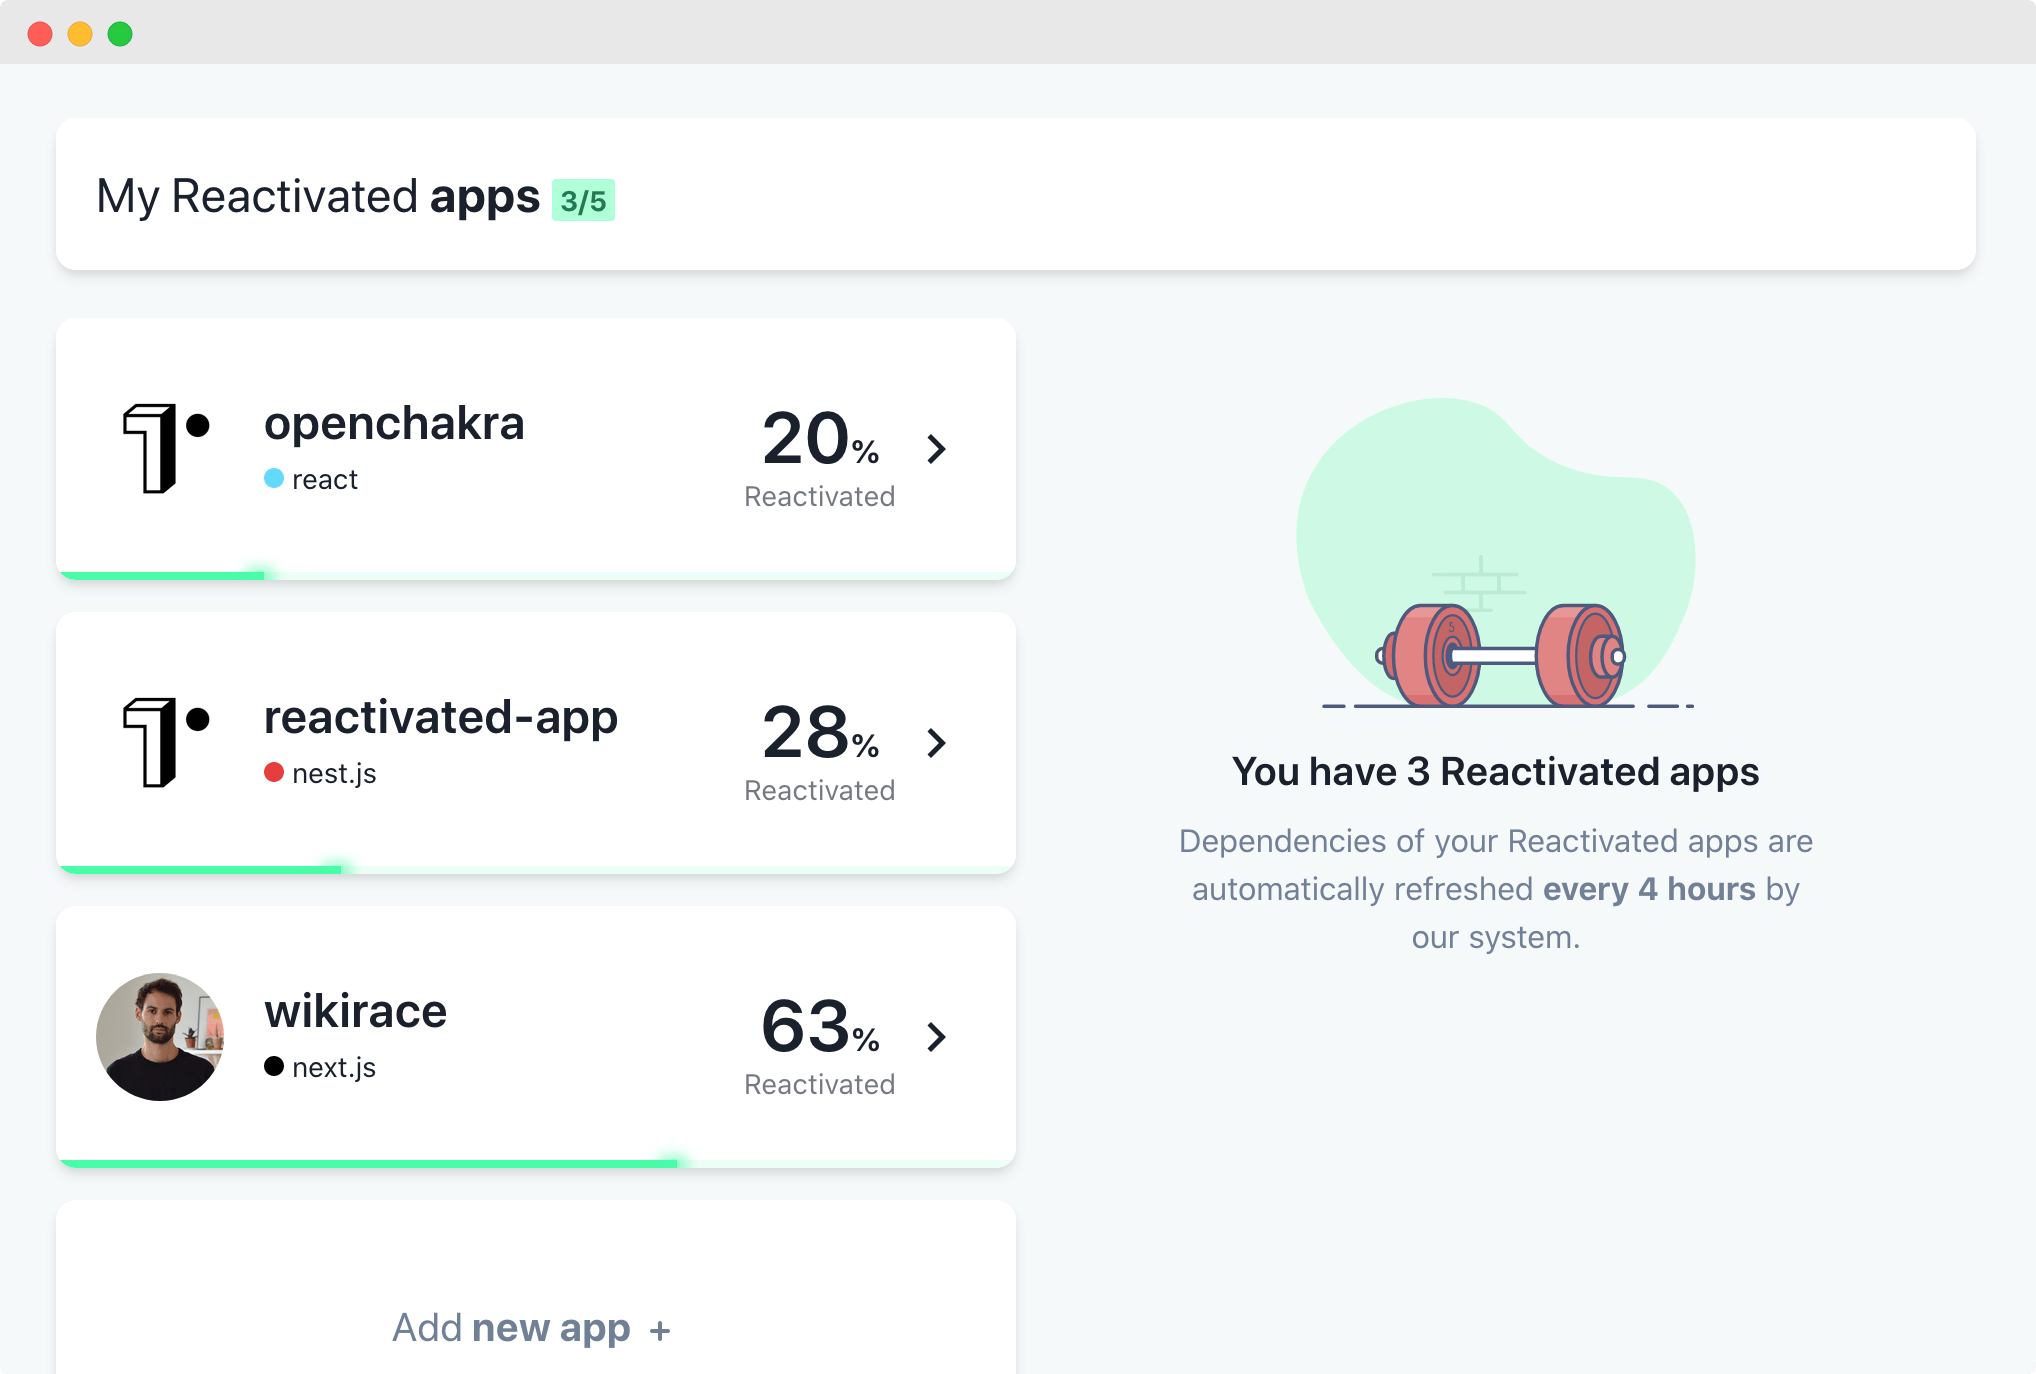 My Reactivated apps 3/5
openchakra
react
20%
Reactivated
reactivated-app
nest.js
28%
Reactivated
wikirace
next.js
63%
Reactivated
Add new app +
5
You have 3 Reactivated apps
Dependencies of your Reactivated apps are
automatically refreshed every 4 hours by
our system.